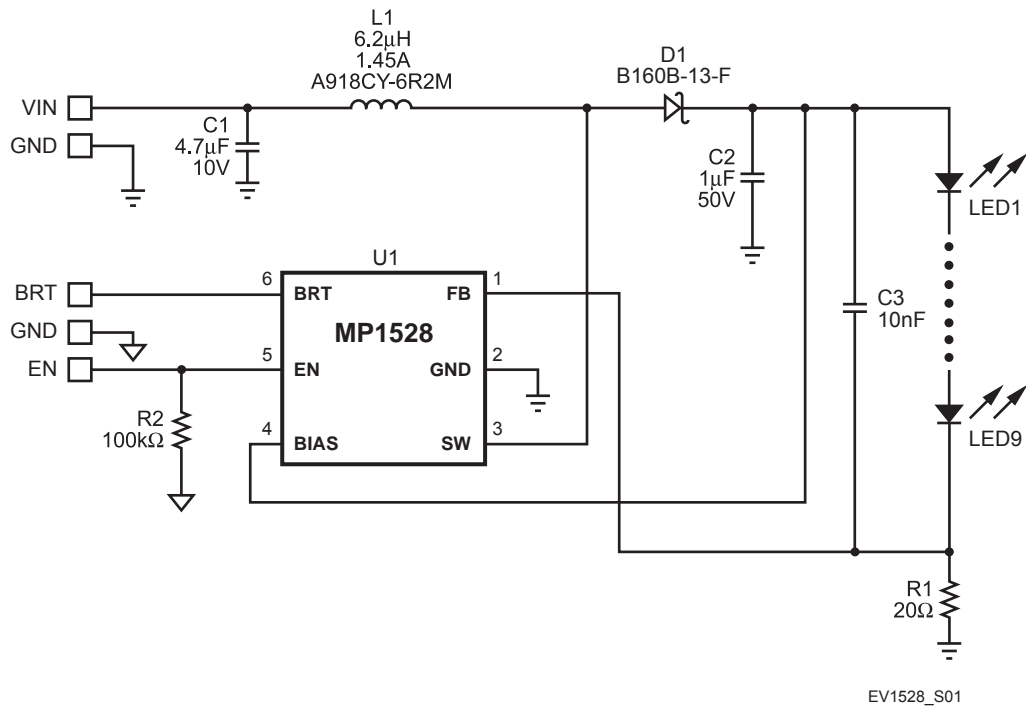 L1
6.2µH
1.45A
A918CY-6R2M
D1
B160B-13-F
VIN
GND
C1
4.7µF
10V
C2
1µF
50V
LED1
U1
BRT
GND
EN
6
BRT
FB
1
MP1528
5
EN
GND
2
4
BIAS
SW
3
R2
100kΩ
C3
10nF
LED9
R1
20Ω
EV1528_S01